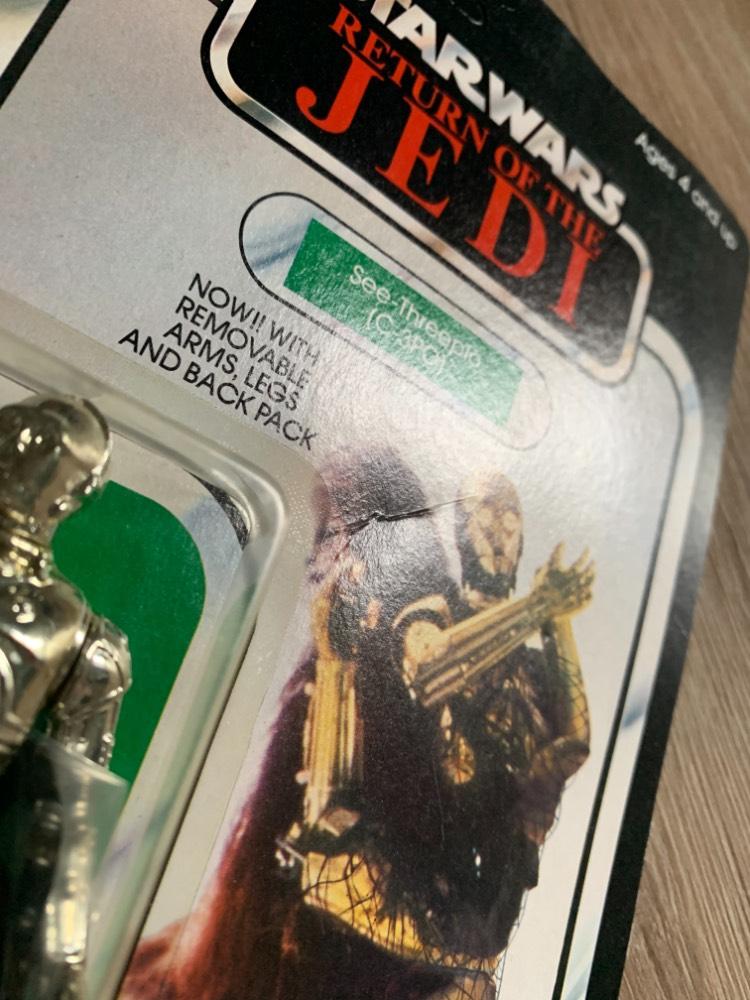 STAR WARS
RETURN OF THE
JEDI
Ages 4 and up
See-Threepio
(C-3PO)
NOW!! WITH
REMOVABLE
ARMS, LEGS
AND BACK PACK